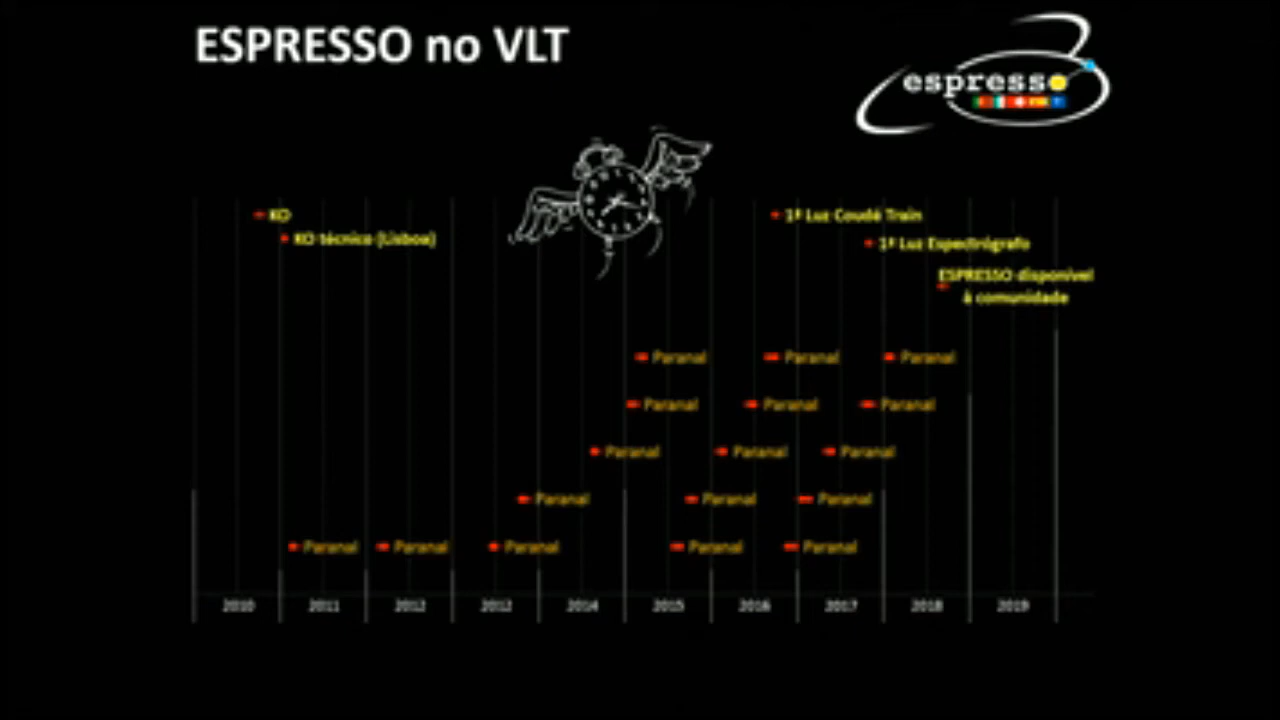 ESPRESSO no VLT
espresso
KO
1ª Luz Coudé Train
KO técnico (Lisboa)
1ª Luz Espectrógrafo
ESPRESSO disponível
à comunidade
Paranal Paranal Paranal
Paranal Paranal Paranal
Paranal Paranal Paranal
Paranal Paranal Paranal
Paranal Paranal Paranal Paranal Paranal
2010 2011 2012 2013 2014 2015 2016 2017 2018 2019